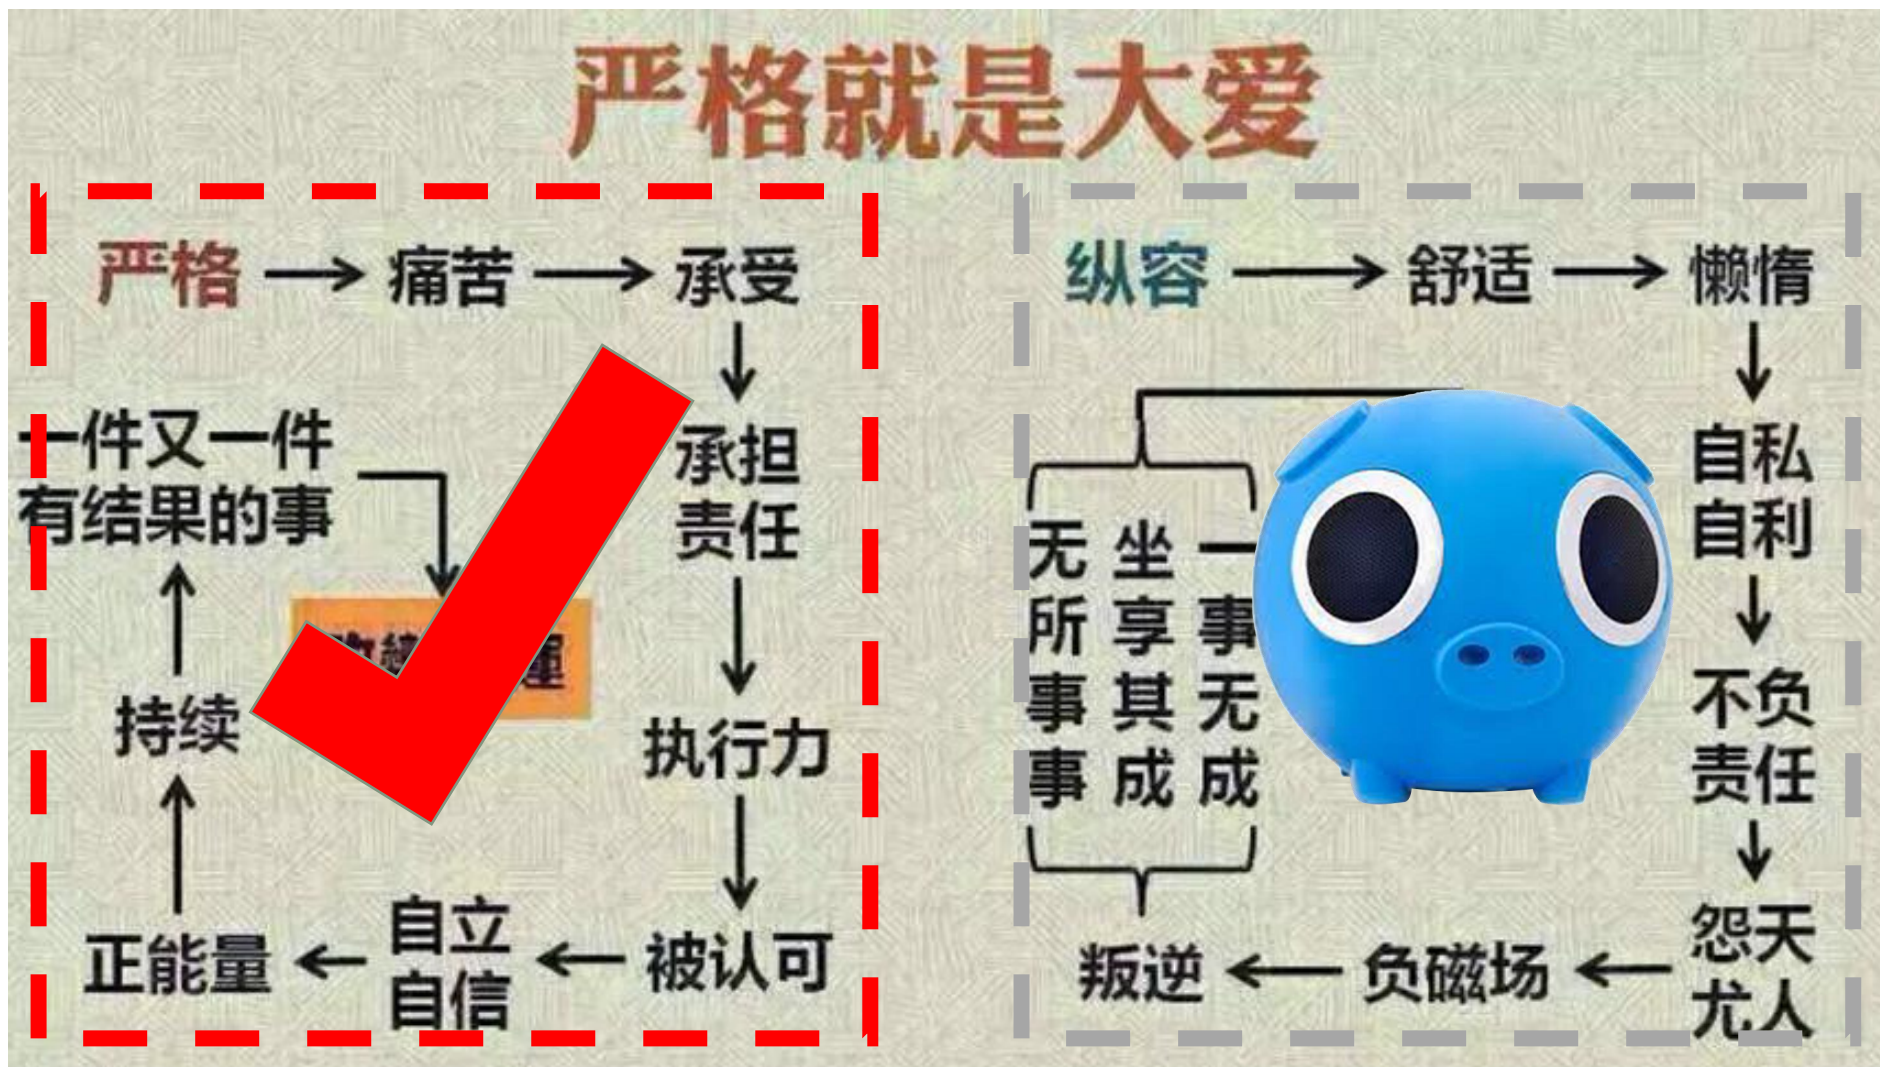 严格就是大爱
严格
痛苦
承受
承担
责任
执行力
被认可
自立
自信
正能量
持续
一件又一件
有结果的事
纵容
舒适
懒惰
自私
自利
不负
责任
怨天
尤人
负磁场
叛逆
无所事事
坐享其成
一事无成